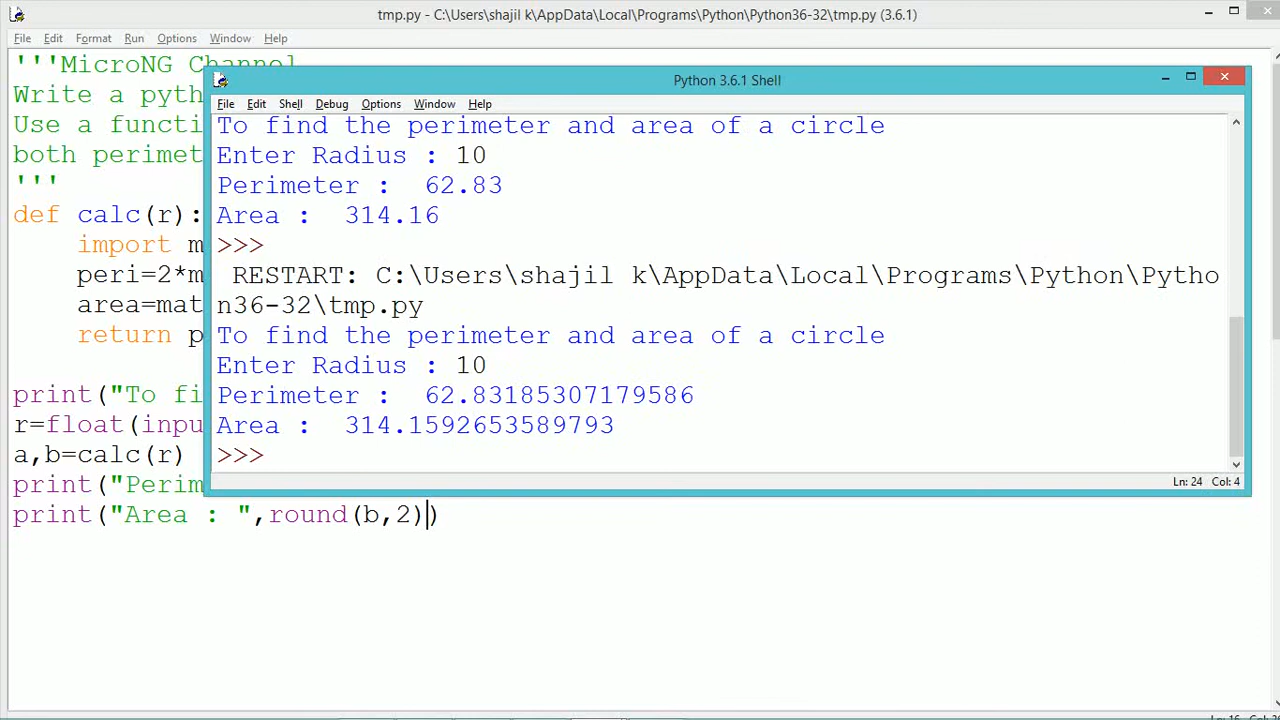 tmp.py - C:\Users\shajil k\AppData\Local\Programs\Python\Python36-32\tmp.py (3.6.1)
File Edit Format Run Options Window Help
'''MicroNG Channel
Write a pyth
Use a functi
both perimet
'''
def calc(r):
import m
peri=2*m
area=mat
return p
print("To fi
r=float(inpu
a,b=calc(r)
print("Perim
print("Area : ",round(b,2))
Python 3.6.1 Shell
File Edit Shell Debug Options Window Help
To find the perimeter and area of a circle
Enter Radius : 10
Perimeter :  62.83
Area :  314.16
>>>
RESTART: C:\Users\shajil k\AppData\Local\Programs\Python\Pytho
n36-32\tmp.py
To find the perimeter and area of a circle
Enter Radius : 10
Perimeter :  62.83185307179586
Area :  314.1592653589793
>>>
Ln: 24 Col: 4